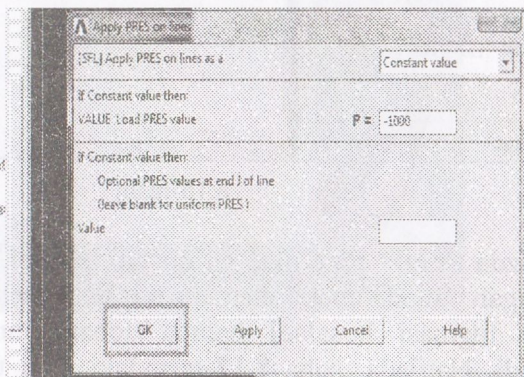 Apply PRES on lines
[SFL] Apply PRES on lines as a Constant value
If Constant value then:
VALUE Load PRES value P = -1000
If Constant value then:
Optional PRES values at end J of line
(leave blank for uniform PRES )
Value
OK Apply Cancel Help